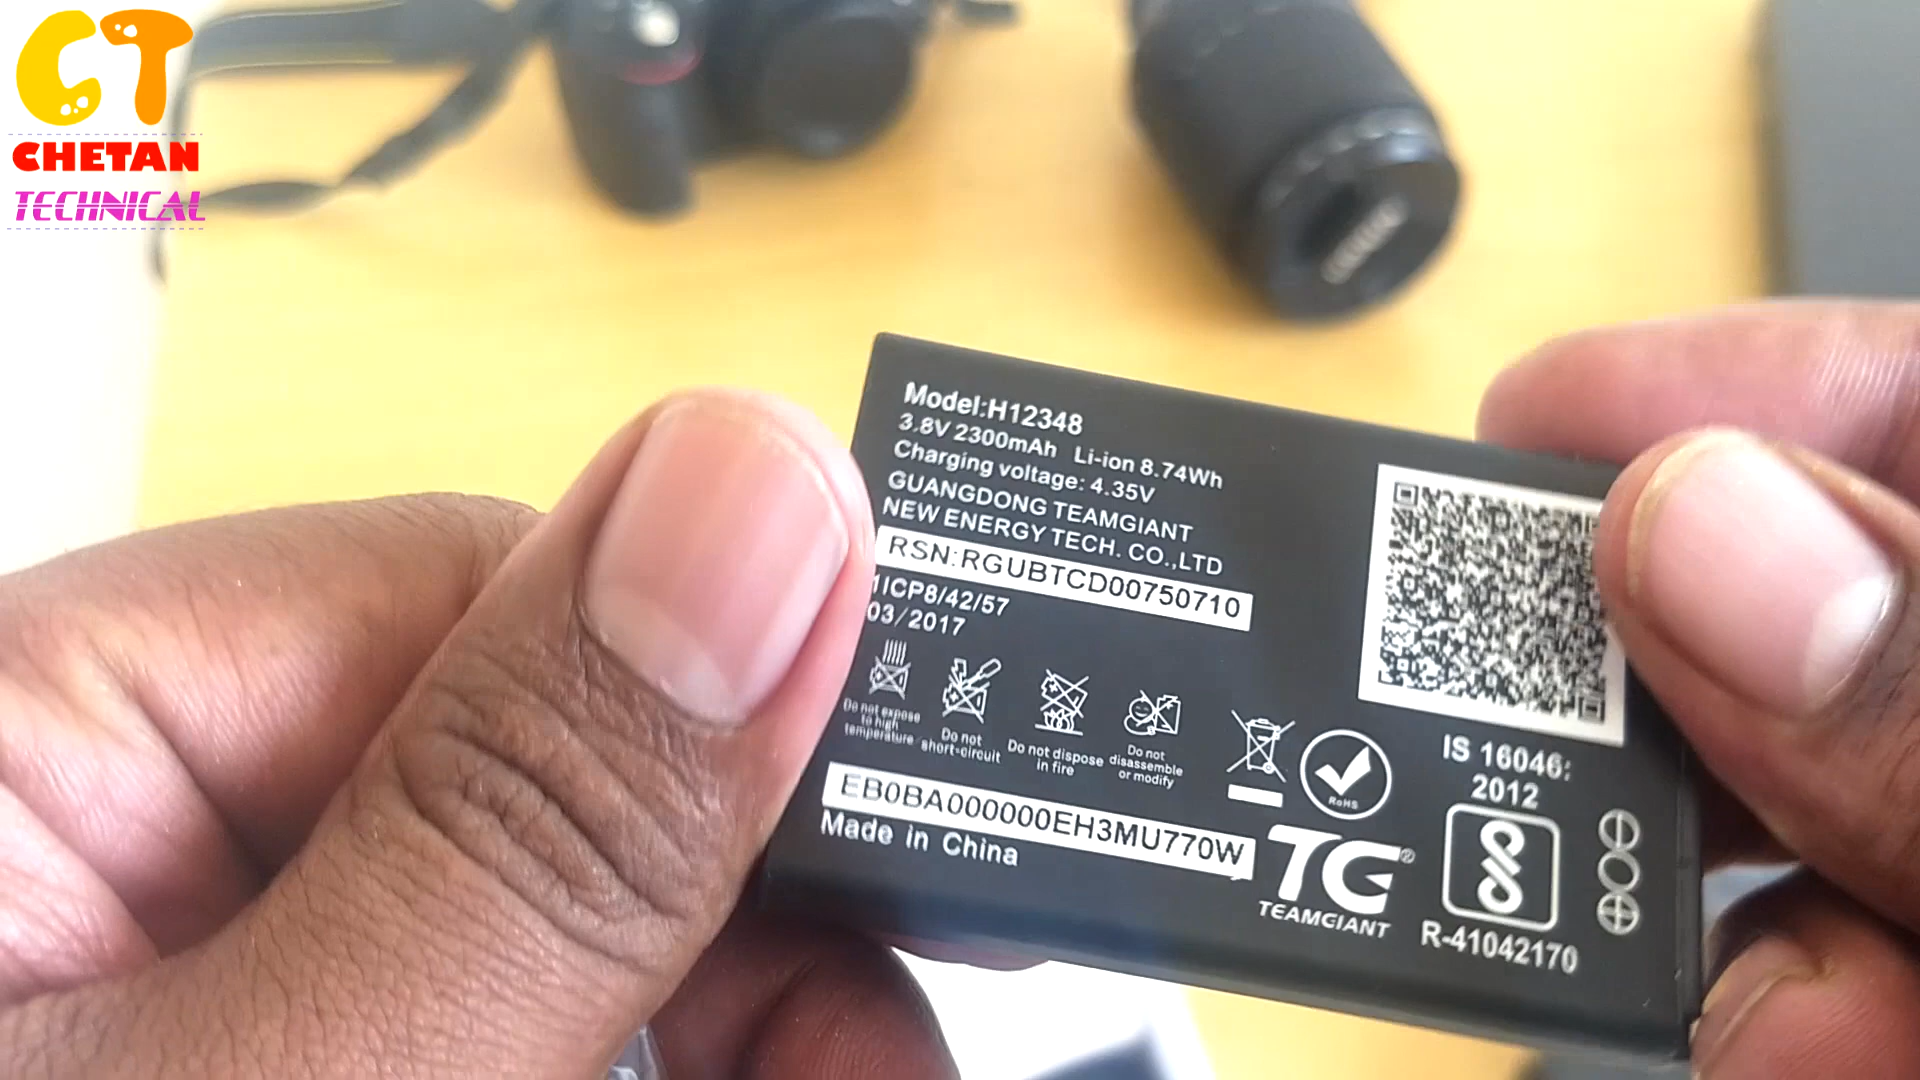 CT
CHETAN
TECHNICAL
Model:H12348
3.8V 2300mAh Li-ion 8.74Wh
Charging voltage: 4.35V
GUANGDONG TEAMGIANT
NEW ENERGY TECH. CO.,LTD
RSN:RGUBTCD00750710
1ICP8/42/57
03/2017
Do not expose
to high
temperature
Do not
short-circuit
Do not dispose
in fire
Do not
disassemble
or modify
RoHS
IS 16046:
2012
EB0BA000000EH3MU770W
Made in China
TG®
TEAMGIANT
R-41042170